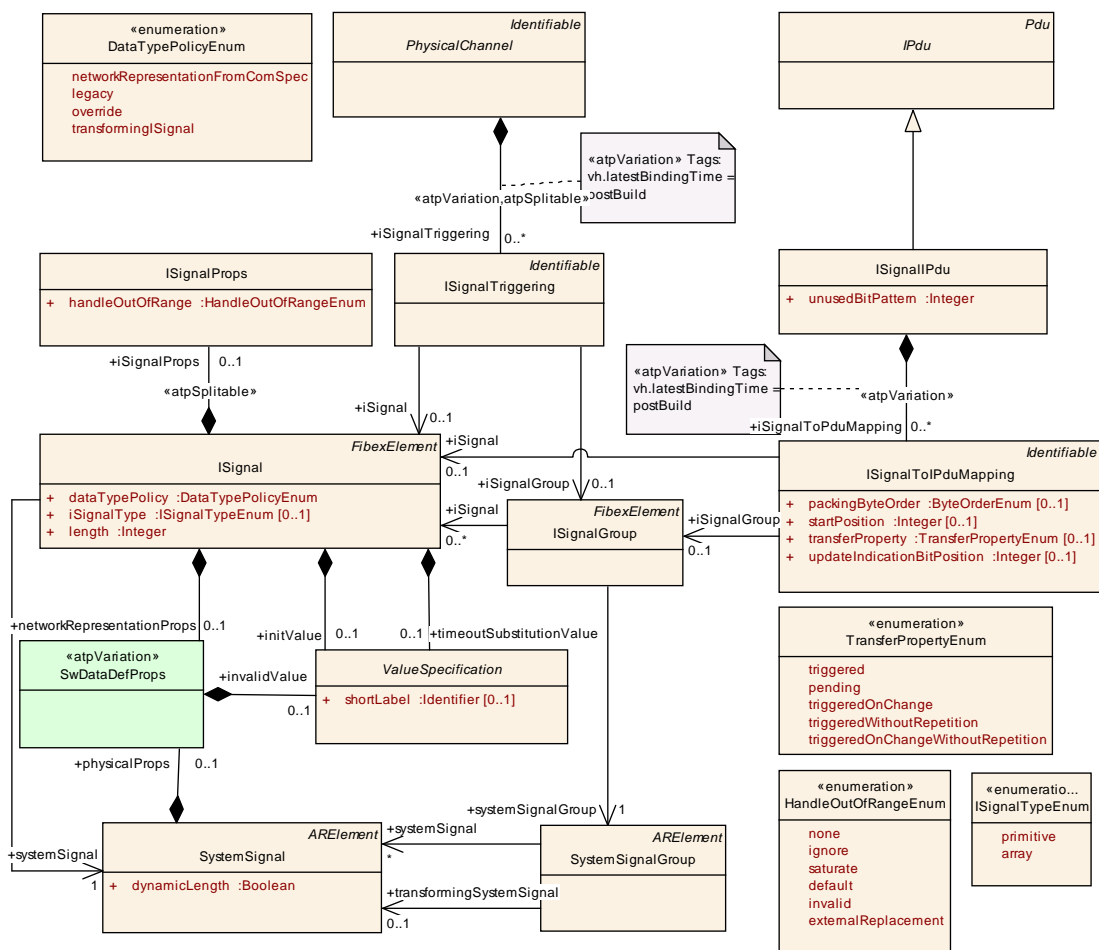 «enumeration»
DataTypePolicyEnum
networkRepresentationFromComSpec
legacy
override
transformingISignal
Identifiable
PhysicalChannel
Pdu
IPdu
«atpVariation» Tags:
vh.latestBindingTime =
postBuild
«atpVariation,atpSplitable»
+iSignalTriggering
0..*
ISignalProps
+ handleOutOfRange :HandleOutOfRangeEnum
Identifiable
ISignalTriggering
ISignalIPdu
+ unusedBitPattern :Integer
+iSignalProps
0..1
«atpSplitable»
«atpVariation» Tags:
vh.latestBindingTime =
postBuild
«atpVariation»
+iSignalToPduMapping
0..*
+iSignal
0..1
FibexElement
ISignal
+ dataTypePolicy :DataTypePolicyEnum
+ iSignalType :ISignalTypeEnum [0..1]
+ length :Integer
+iSignal
0..1
+iSignalGroup
0..1
+iSignal
0..*
FibexElement
ISignalGroup
+iSignalGroup
0..1
Identifiable
ISignalToIPduMapping
+ packingByteOrder :ByteOrderEnum [0..1]
+ startPosition :Integer [0..1]
+ transferProperty :TransferPropertyEnum [0..1]
+ updateIndicationBitPosition :Integer [0..1]
+networkRepresentationProps
0..1
+initValue
0..1
0..1
+timeoutSubstitutionValue
«atpVariation»
SwDataDefProps
+invalidValue
0..1
ValueSpecification
+ shortLabel :Identifier [0..1]
«enumeration»
TransferPropertyEnum
triggered
pending
triggeredOnChange
triggeredWithoutRepetition
triggeredOnChangeWithoutRepetition
+physicalProps
0..1
+systemSignalGroup
1
«enumeration»
HandleOutOfRangeEnum
none
ignore
saturate
default
invalid
externalReplacement
«enumeratio...
ISignalTypeEnum
primitive
array
+systemSignal
1
ARElement
SystemSignal
+ dynamicLength :Boolean
+systemSignal
*
+transformingSystemSignal
0..1
ARElement
SystemSignalGroup